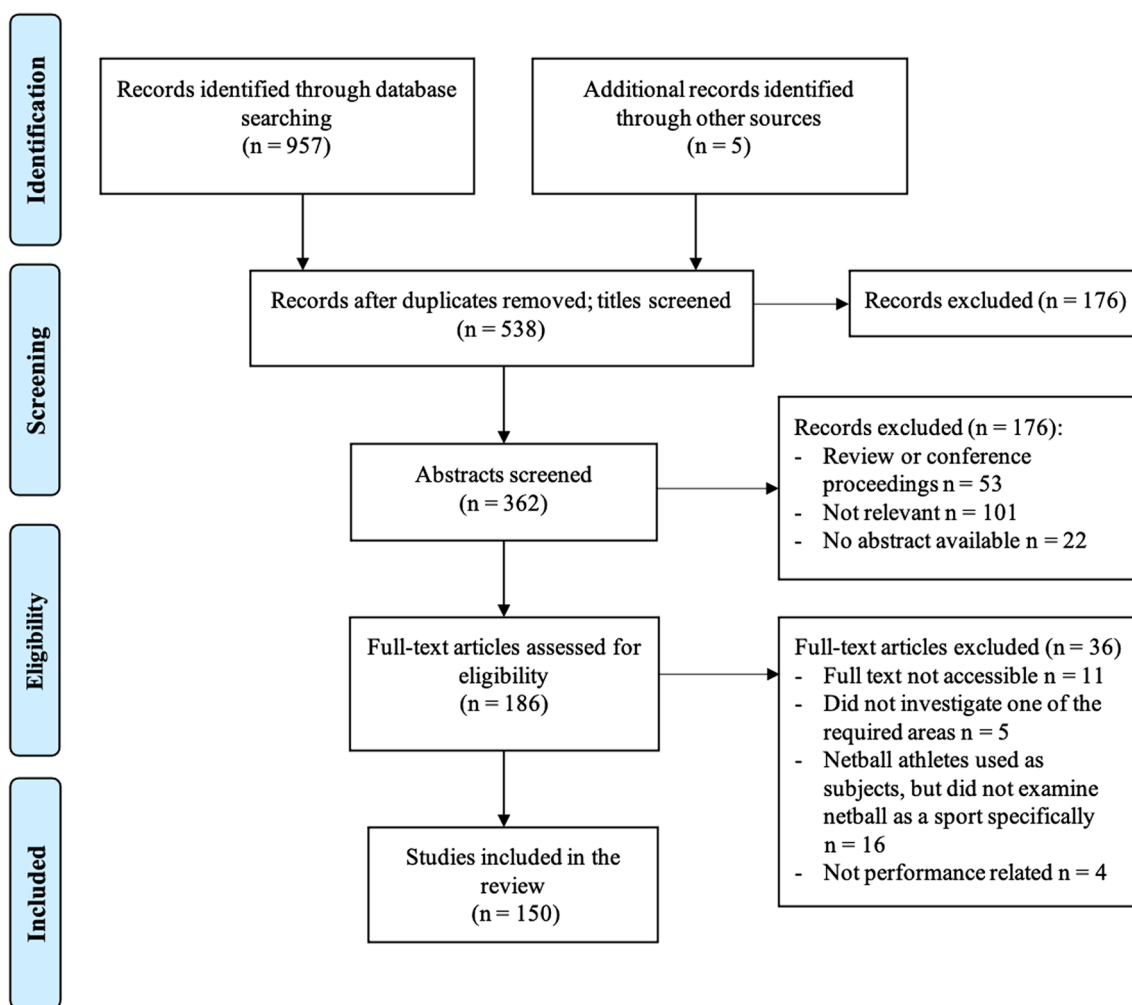 Identification
Records identified through database
searching
(n = 957)
Additional records identified
through other sources
(n = 5)
Screening
Records after duplicates removed; titles screened
(n = 538)
Records excluded (n = 176)
Abstracts screened
(n = 362)
Records excluded (n = 176):
- Review or conference
proceedings n = 53
- Not relevant n = 101
- No abstract available n = 22
Eligibility
Full-text articles assessed for
eligibility
(n = 186)
Full-text articles excluded (n = 36)
- Full text not accessible n = 11
- Did not investigate one of the
required areas n = 5
- Netball athletes used as
subjects, but did not examine
netball as a sport specifically
n = 16
- Not performance related n = 4
Included
Studies included in the
review
(n = 150)